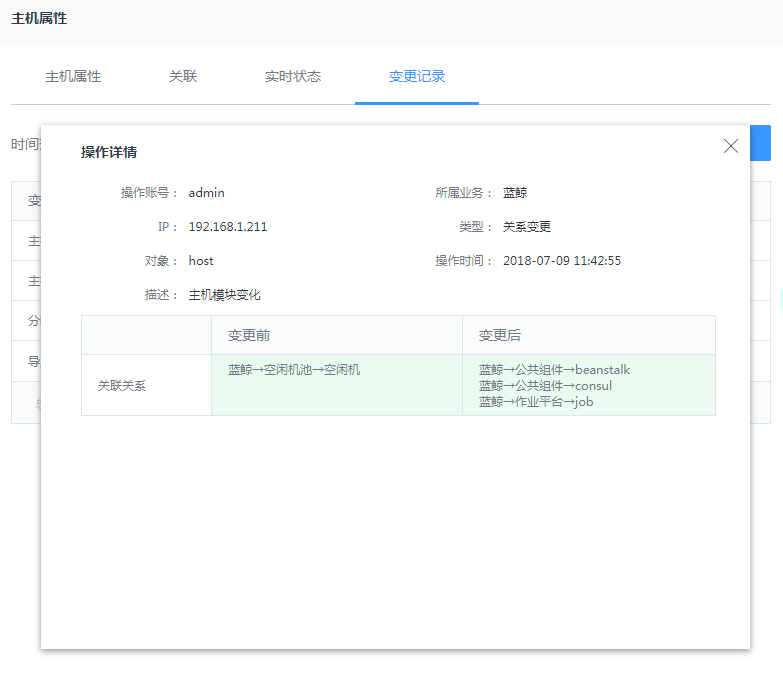 主机属性
主机属性 关联 实时状态 变更记录
时间
操作详情
操作账号： admin 所属业务： 蓝鲸
IP： 192.168.1.211 类型： 关系变更
对象： host 操作时间： 2018-07-09 11:42:55
描述： 主机模块变化
变
变更前 变更后
主
主
分
导
关联关系
蓝鲸→空闲机池→空闲机
蓝鲸→公共组件→beanstalk
蓝鲸→公共组件→consul
蓝鲸→作业平台→job